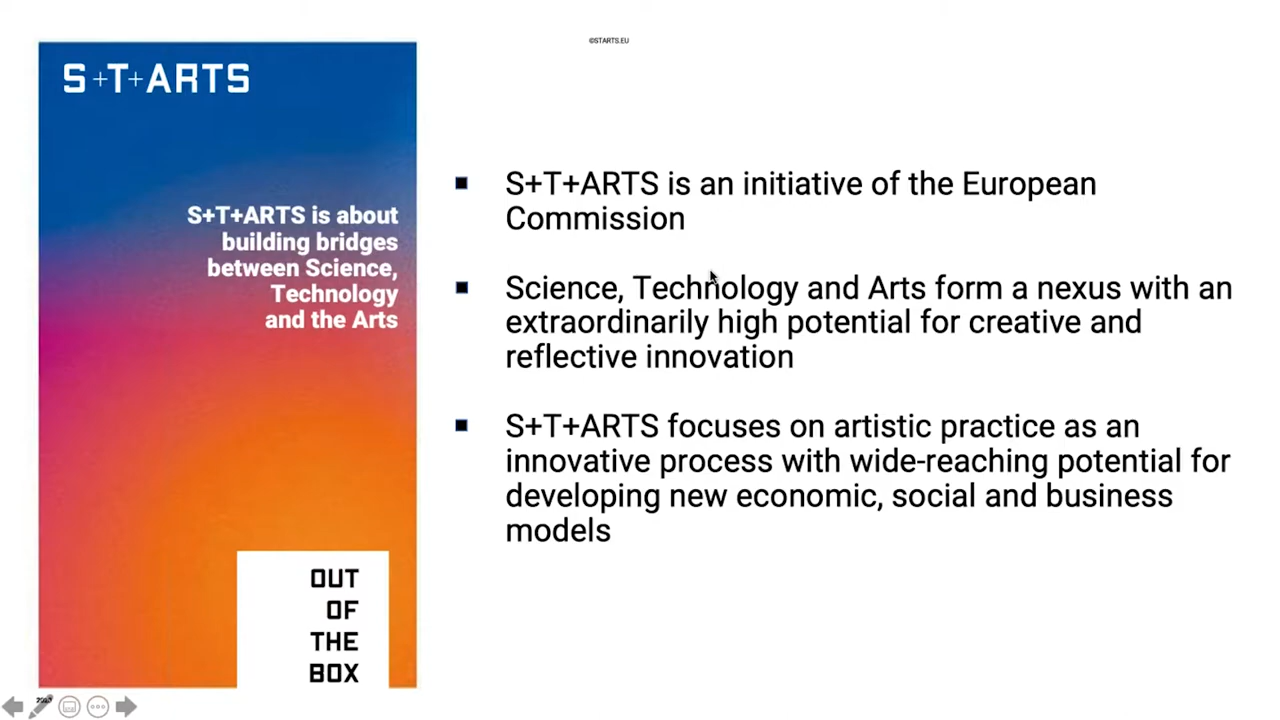 ©STARTS.EU
S+T+ARTS
S+T+ARTS is about
building bridges
between Science,
Technology
and the Arts
OUT
OF
THE
BOX
S+T+ARTS is an initiative of the European
Commission
Science, Technology and Arts form a nexus with an
extraordinarily high potential for creative and
reflective innovation
S+T+ARTS focuses on artistic practice as an
innovative process with wide-reaching potential for
developing new economic, social and business
models